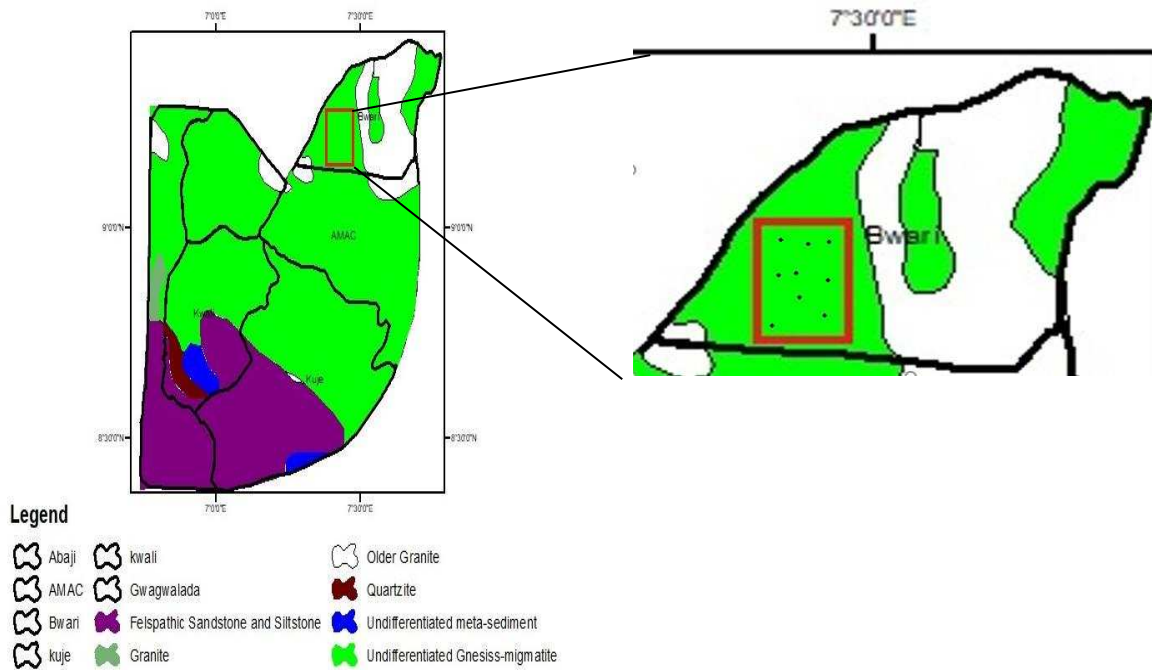 7°0'0"E 7°30'0"E
7°30'0"E
Bwari
AMAC
9°0'0"N 9°0'0"N
Kwali
Kuje
8°30'0"N 8°30'0"N
7°0'0"E 7°30'0"E
Bwari
Legend
Abaji kwali Older Granite
AMAC Gwagwalada Quartzite
Bwari Felspathic Sandstone and Siltstone Undifferentiated meta-sediment
kuje Granite Undifferentiated Gnesiss-migmatite